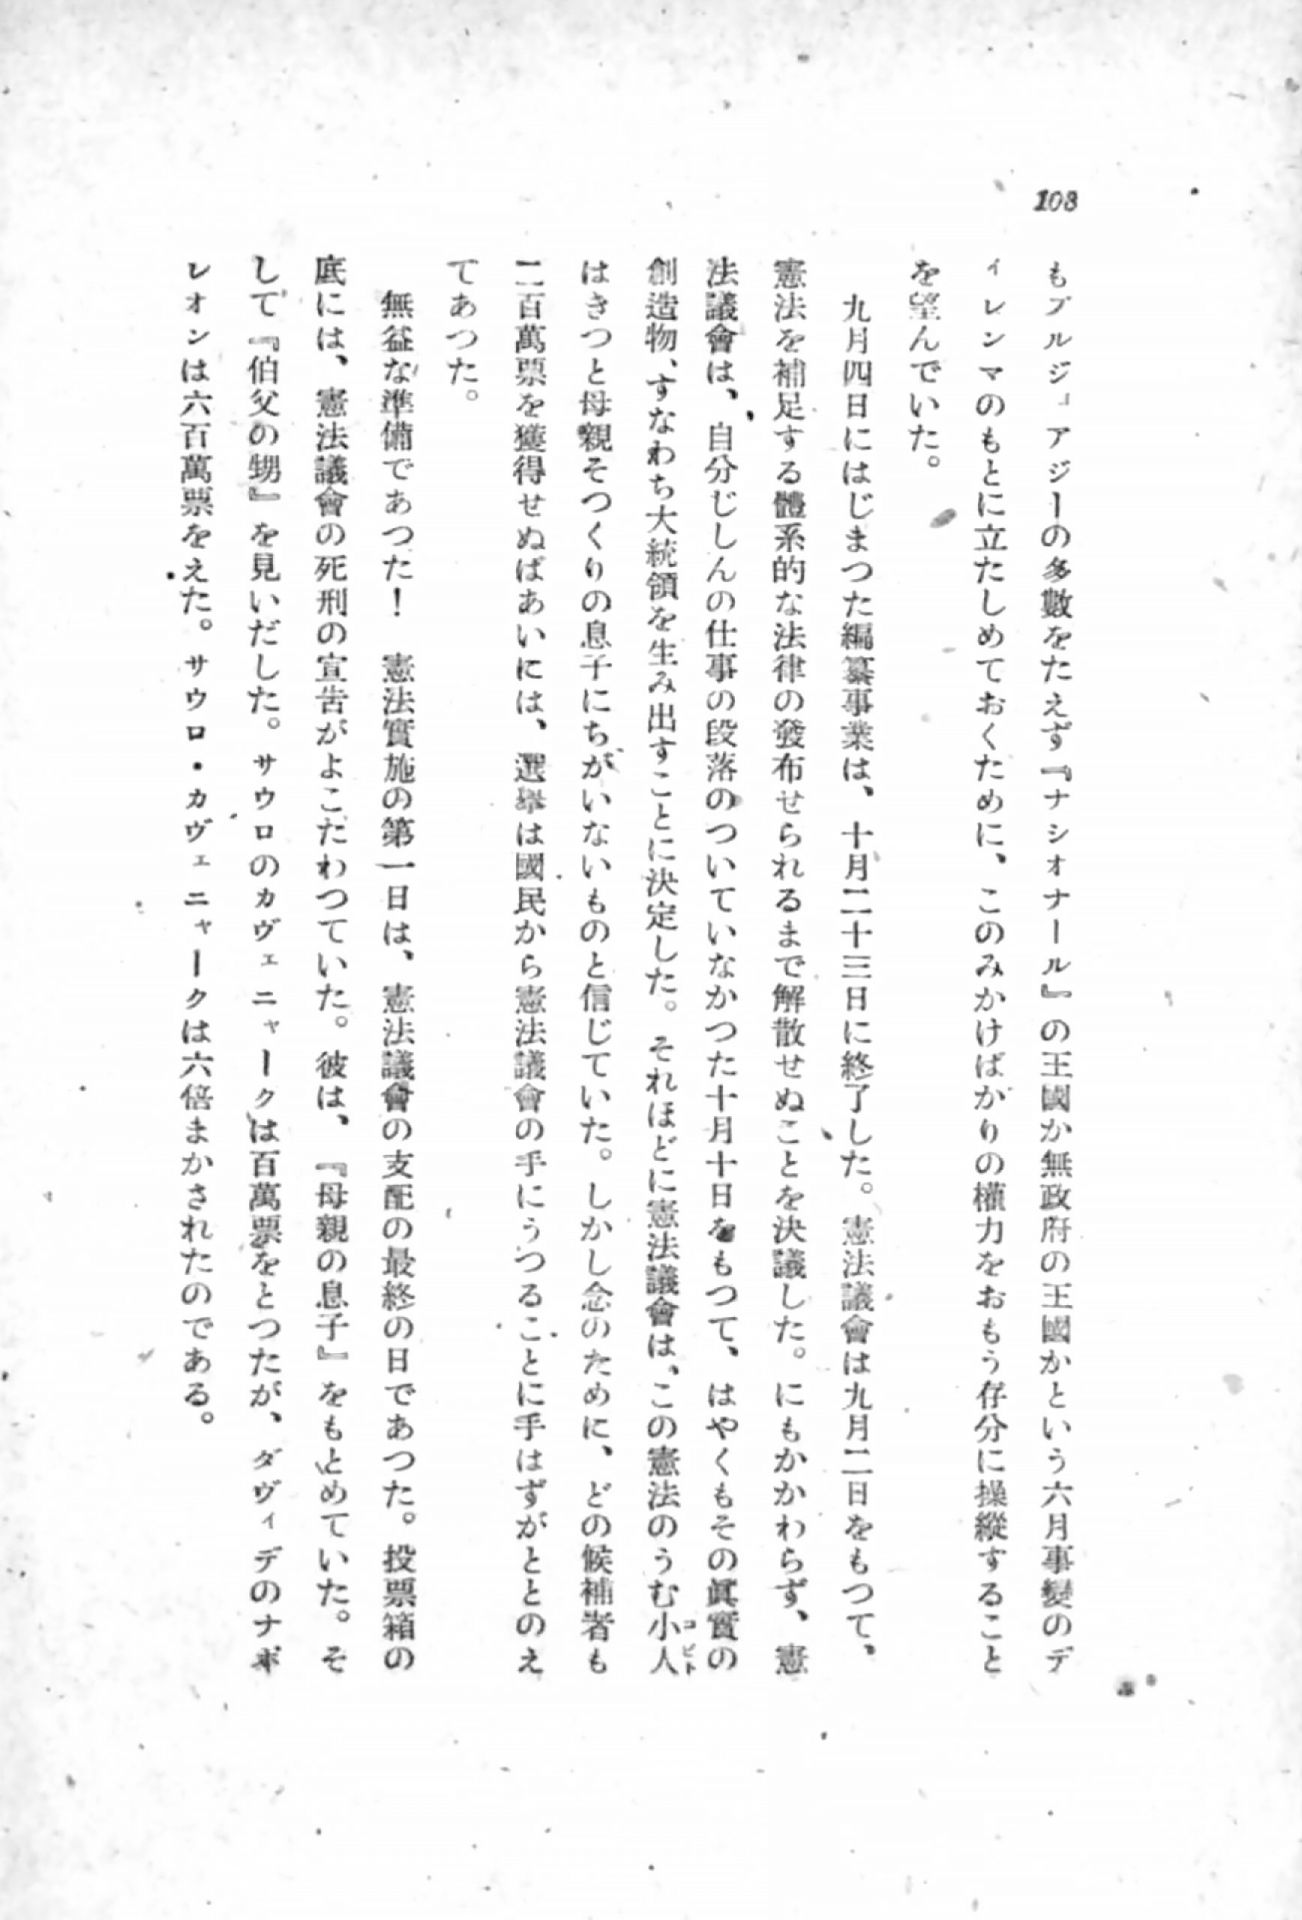 108
もブルジョアジーの多數をたえず『ナシオナール』の王國か無政府の王國かという六月事變のデ
ィレンマのもとに立たしめておくために、このみかけばかりの權力をおもう存分に操縱すること
を望んでいた。
九月四日にはじまつた編纂事業は、十月二十三日に終了した。憲法議會は九月二日をもつて、
憲法を補足する體系的な法律の發布せられるまで解散せぬことを決議した。にもかかわらず、憲
法議會は、自分じしんの仕事の段落のついていなかつた十月十日をもつて、はやくもその眞實の
創造物、すなわち大統領を生み出すことに決定した。それほどに憲法議會は、この憲法のうむ小人
コビト
はきつと母親そつくりの息子にちがいないものと信じていた。しかし念のために、どの候補者も
二百萬票を獲得せぬばあいには、選擧は國民から憲法議會の手にうつることに手はずがととのえ
てあつた。
無益な準備であつた！　憲法實施の第一日は、憲法議會の支配の最終の日であつた。投票箱の
底には、憲法議會の死刑の宣告がよこたわつていた。彼は、『母親の息子』をもとめていた。そ
して『伯父の甥』を見いだした。サウロのカヴェニャークは百萬票をとつたが、ダヴィデのナポ
レオンは六百萬票をえた。サウロ・カヴェニャークは六倍まかされたのである。